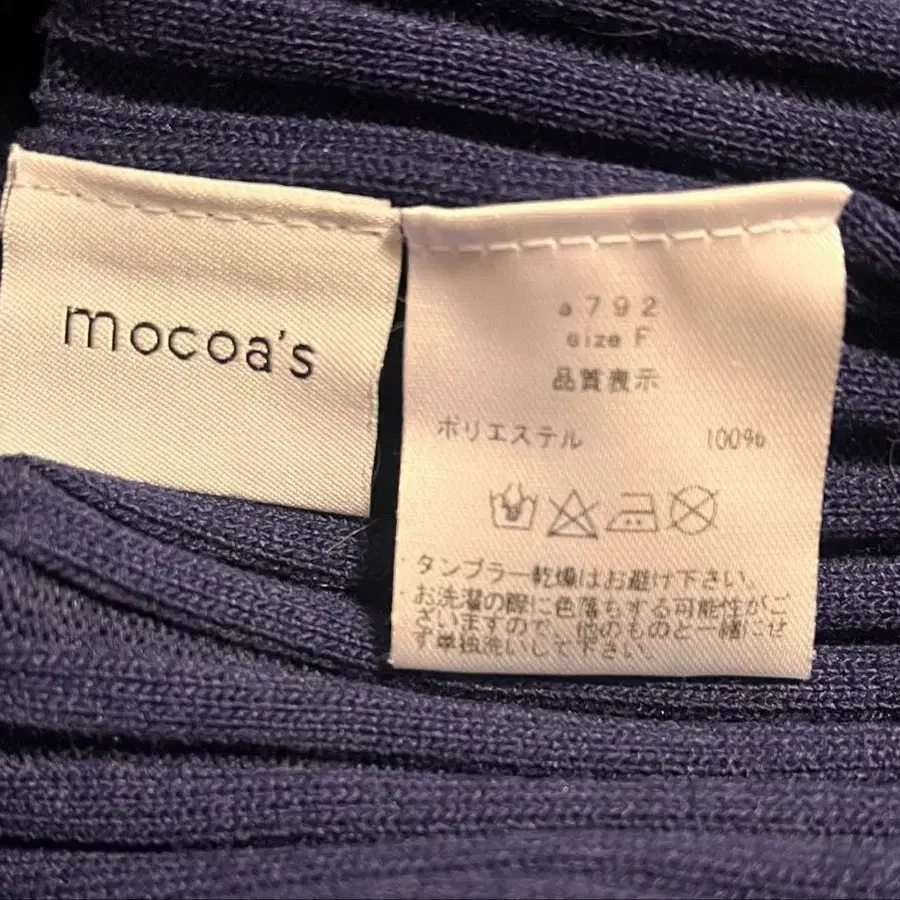 mocoa's
a792
size F
品質表示
ポリエステル 100%
タンブラー乾燥はお避け下さい。
お洗濯の際に色落ちする可能性がご
ざいますので、他のものと一緒にせ
ず単独洗いして下さい。